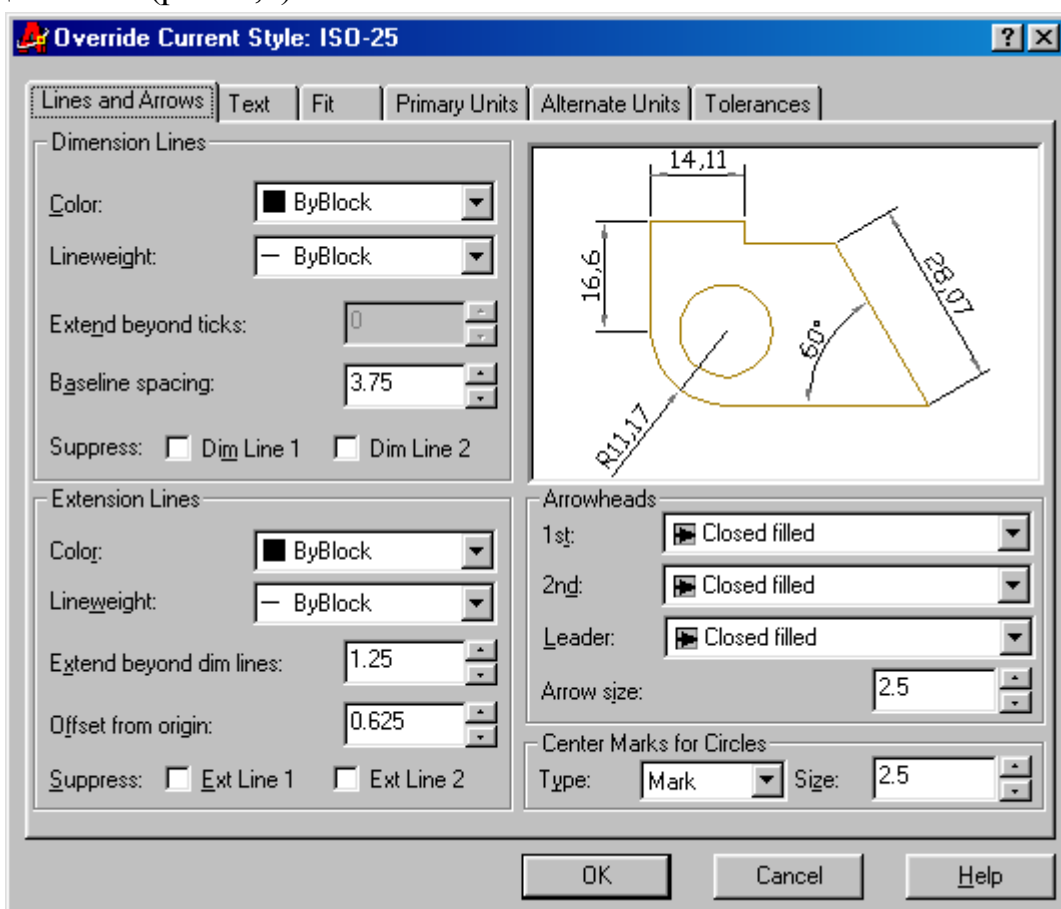 Override Current Style: ISO-25
Lines and Arrows Text Fit Primary Units Alternate Units Tolerances
Dimension Lines
Color: ByBlock
Lineweight: ByBlock
Extend beyond ticks: 0
Baseline spacing: 3.75
Suppress: Dim Line 1 Dim Line 2
14,11
16,6
28,07
60°
R11,17
Extension Lines
Color: ByBlock
Lineweight: ByBlock
Extend beyond dim lines: 1.25
Offset from origin: 0.625
Suppress: Ext Line 1 Ext Line 2
Arrowheads
1st: Closed filled
2nd: Closed filled
Leader: Closed filled
Arrow size: 2.5
Center Marks for Circles
Type: Mark Size: 2.5
OK Cancel Help